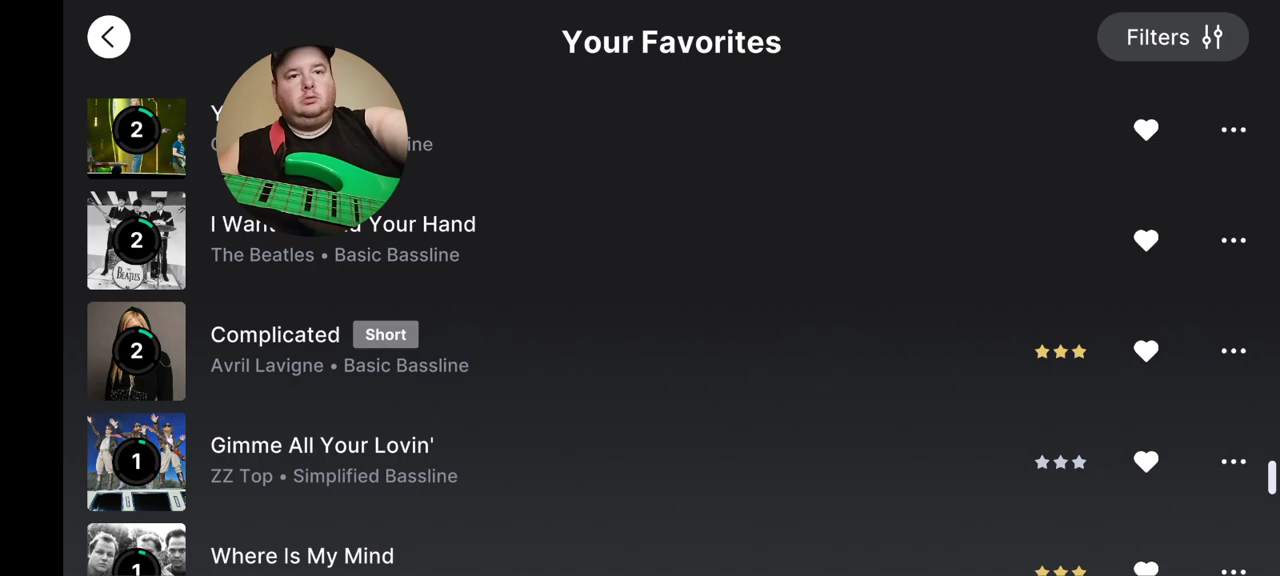 Your Favorites
Filters
2
Y
ine
2
I Wan Your Hand
The Beatles • Basic Bassline
BEATLES
2
Complicated Short
Avril Lavigne • Basic Bassline
1
Gimme All Your Lovin'
ZZ Top • Simplified Bassline
1
Where Is My Mind